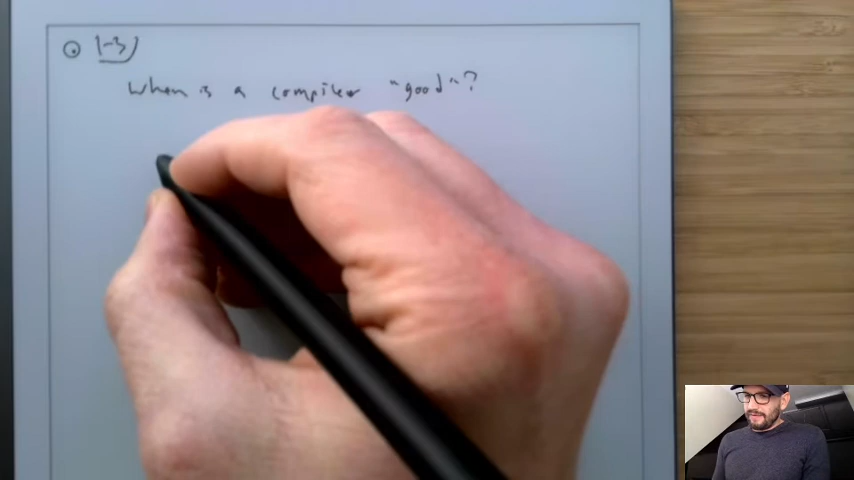 ⊙ 1-3)
When is a compiler "good"?